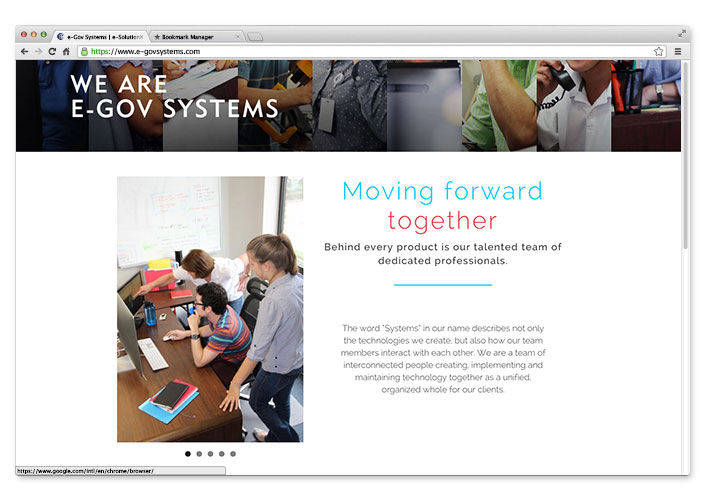 e-Gov Systems | e-Solution
Bookmark Manager
https://www.e-govsystems.com
WE ARE
E-GOV SYSTEMS
Moving forward
together
Behind every product is our talented team of
dedicated professionals.
The word "Systems" in our name describes not only
the technologies we create, but also how our team
members interact with each other. We are a team of
interconnected people creating, implementing and
maintaining technology together as a unified,
organized whole for our clients.
https://www.google.com/intl/en/chrome/browser/